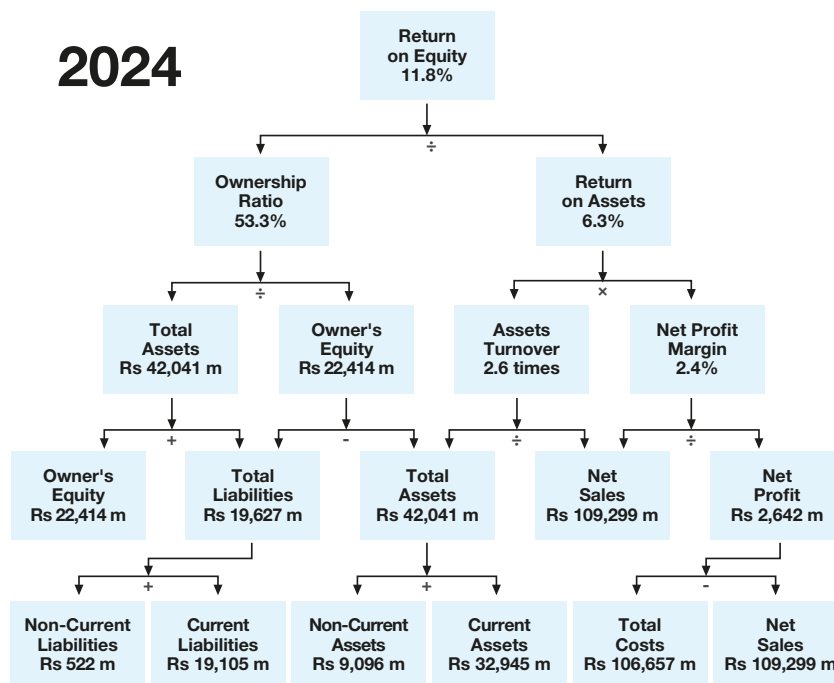 2024
Return
on Equity
11.8%
÷
Ownership
Ratio
53.3%
Return
on Assets
6.3%
÷
×
Total
Assets
Rs 42,041 m
Owner's
Equity
Rs 22,414 m
Assets
Turnover
2.6 times
Net Profit
Margin
2.4%
+
-
÷
÷
Owner's
Equity
Rs 22,414 m
Total
Liabilities
Rs 19,627 m
Total
Assets
Rs 42,041 m
Net
Sales
Rs 109,299 m
Net
Profit
Rs 2,642 m
+
+
-
Non-Current
Liabilities
Rs 522 m
Current
Liabilities
Rs 19,105 m
Non-Current
Assets
Rs 9,096 m
Current
Assets
Rs 32,945 m
Total
Costs
Rs 106,657 m
Net
Sales
Rs 109,299 m